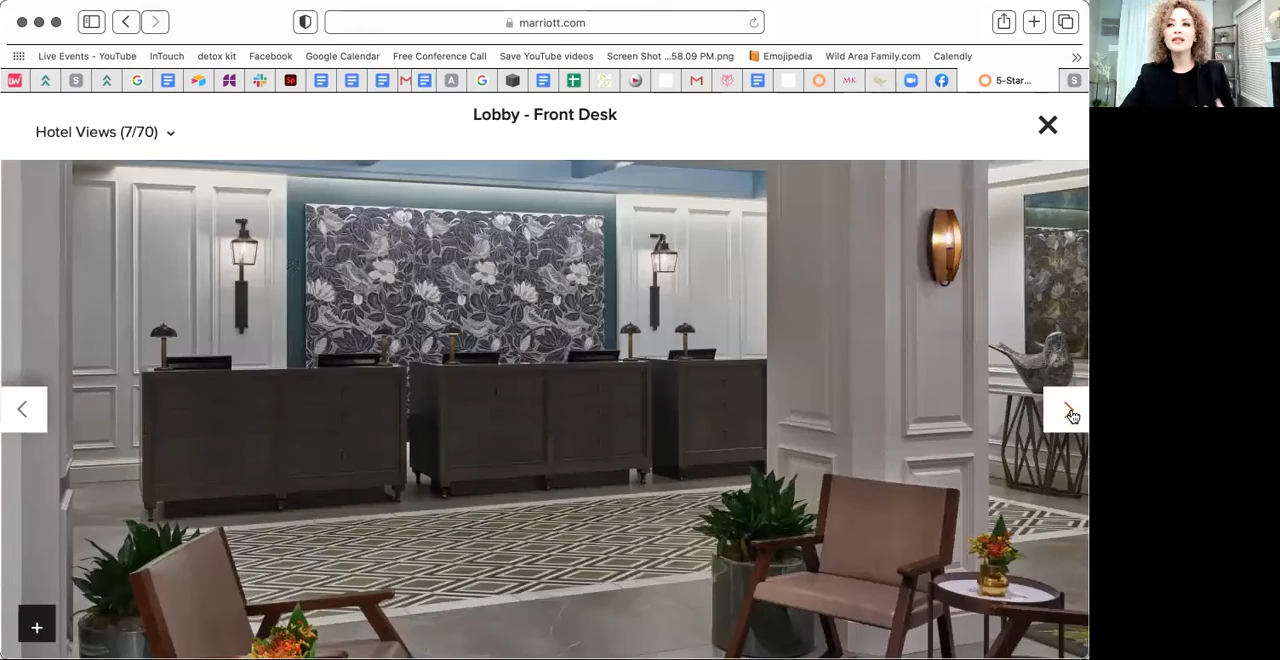 marriott.com
Live Events - YouTube InTouch detox kit Facebook Google Calendar Free Conference Call Save YouTube videos Screen Shot ...58.09 PM.png Emojipedia Wild Area Family.com Calendly
W S G Sp A G MK 5-Star... S
Lobby - Front Desk
Hotel Views (7/70)